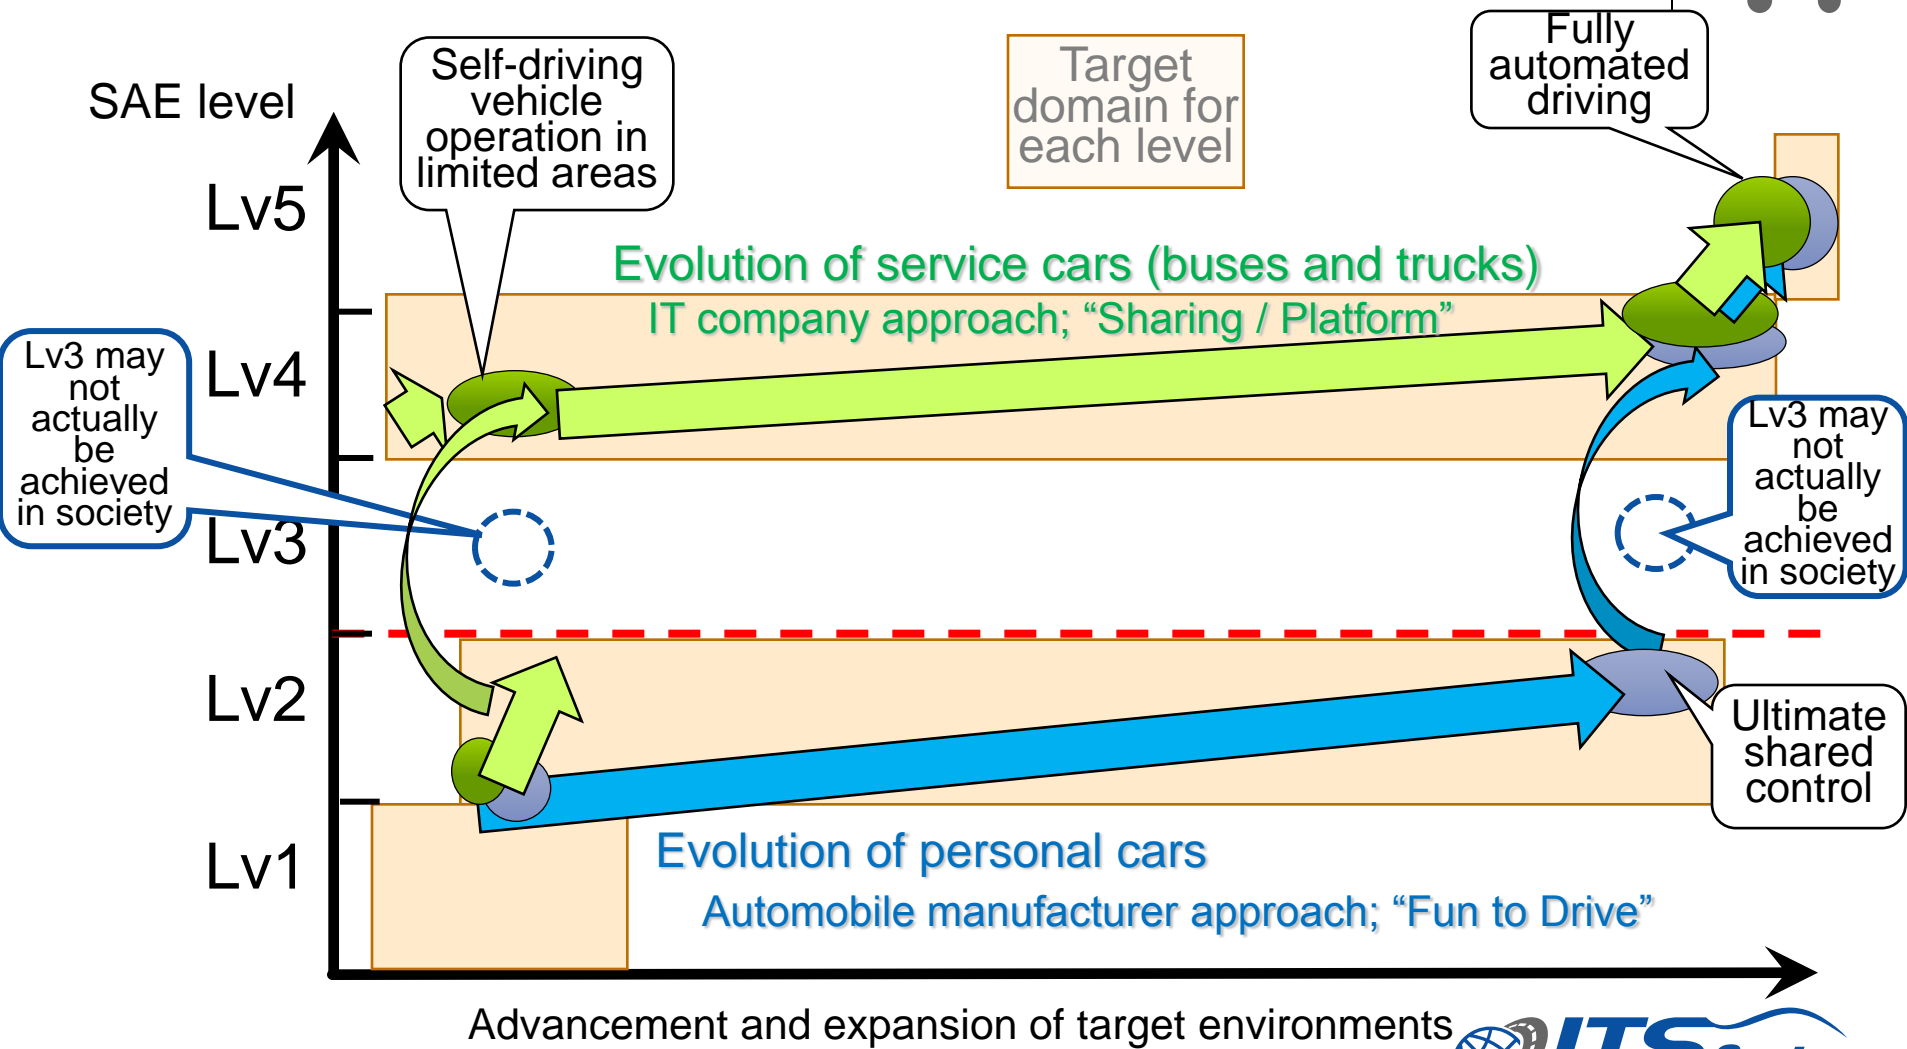 Self-driving
vehicle
operation in
limited areas
Target
domain for
each level
Fully
automated
driving
SAE level
Lv5
Evolution of service cars (buses and trucks)
IT company approach; “Sharing / Platform”
Lv4
Lv3 may
not
actually
be
achieved
in society
Lv3
Lv3 may
not
actually
be
achieved
in society
Lv2
Ultimate
shared
control
Lv1
Evolution of personal cars
Automobile manufacturer approach; “Fun to Drive”
Advancement and expansion of target environments
ITS